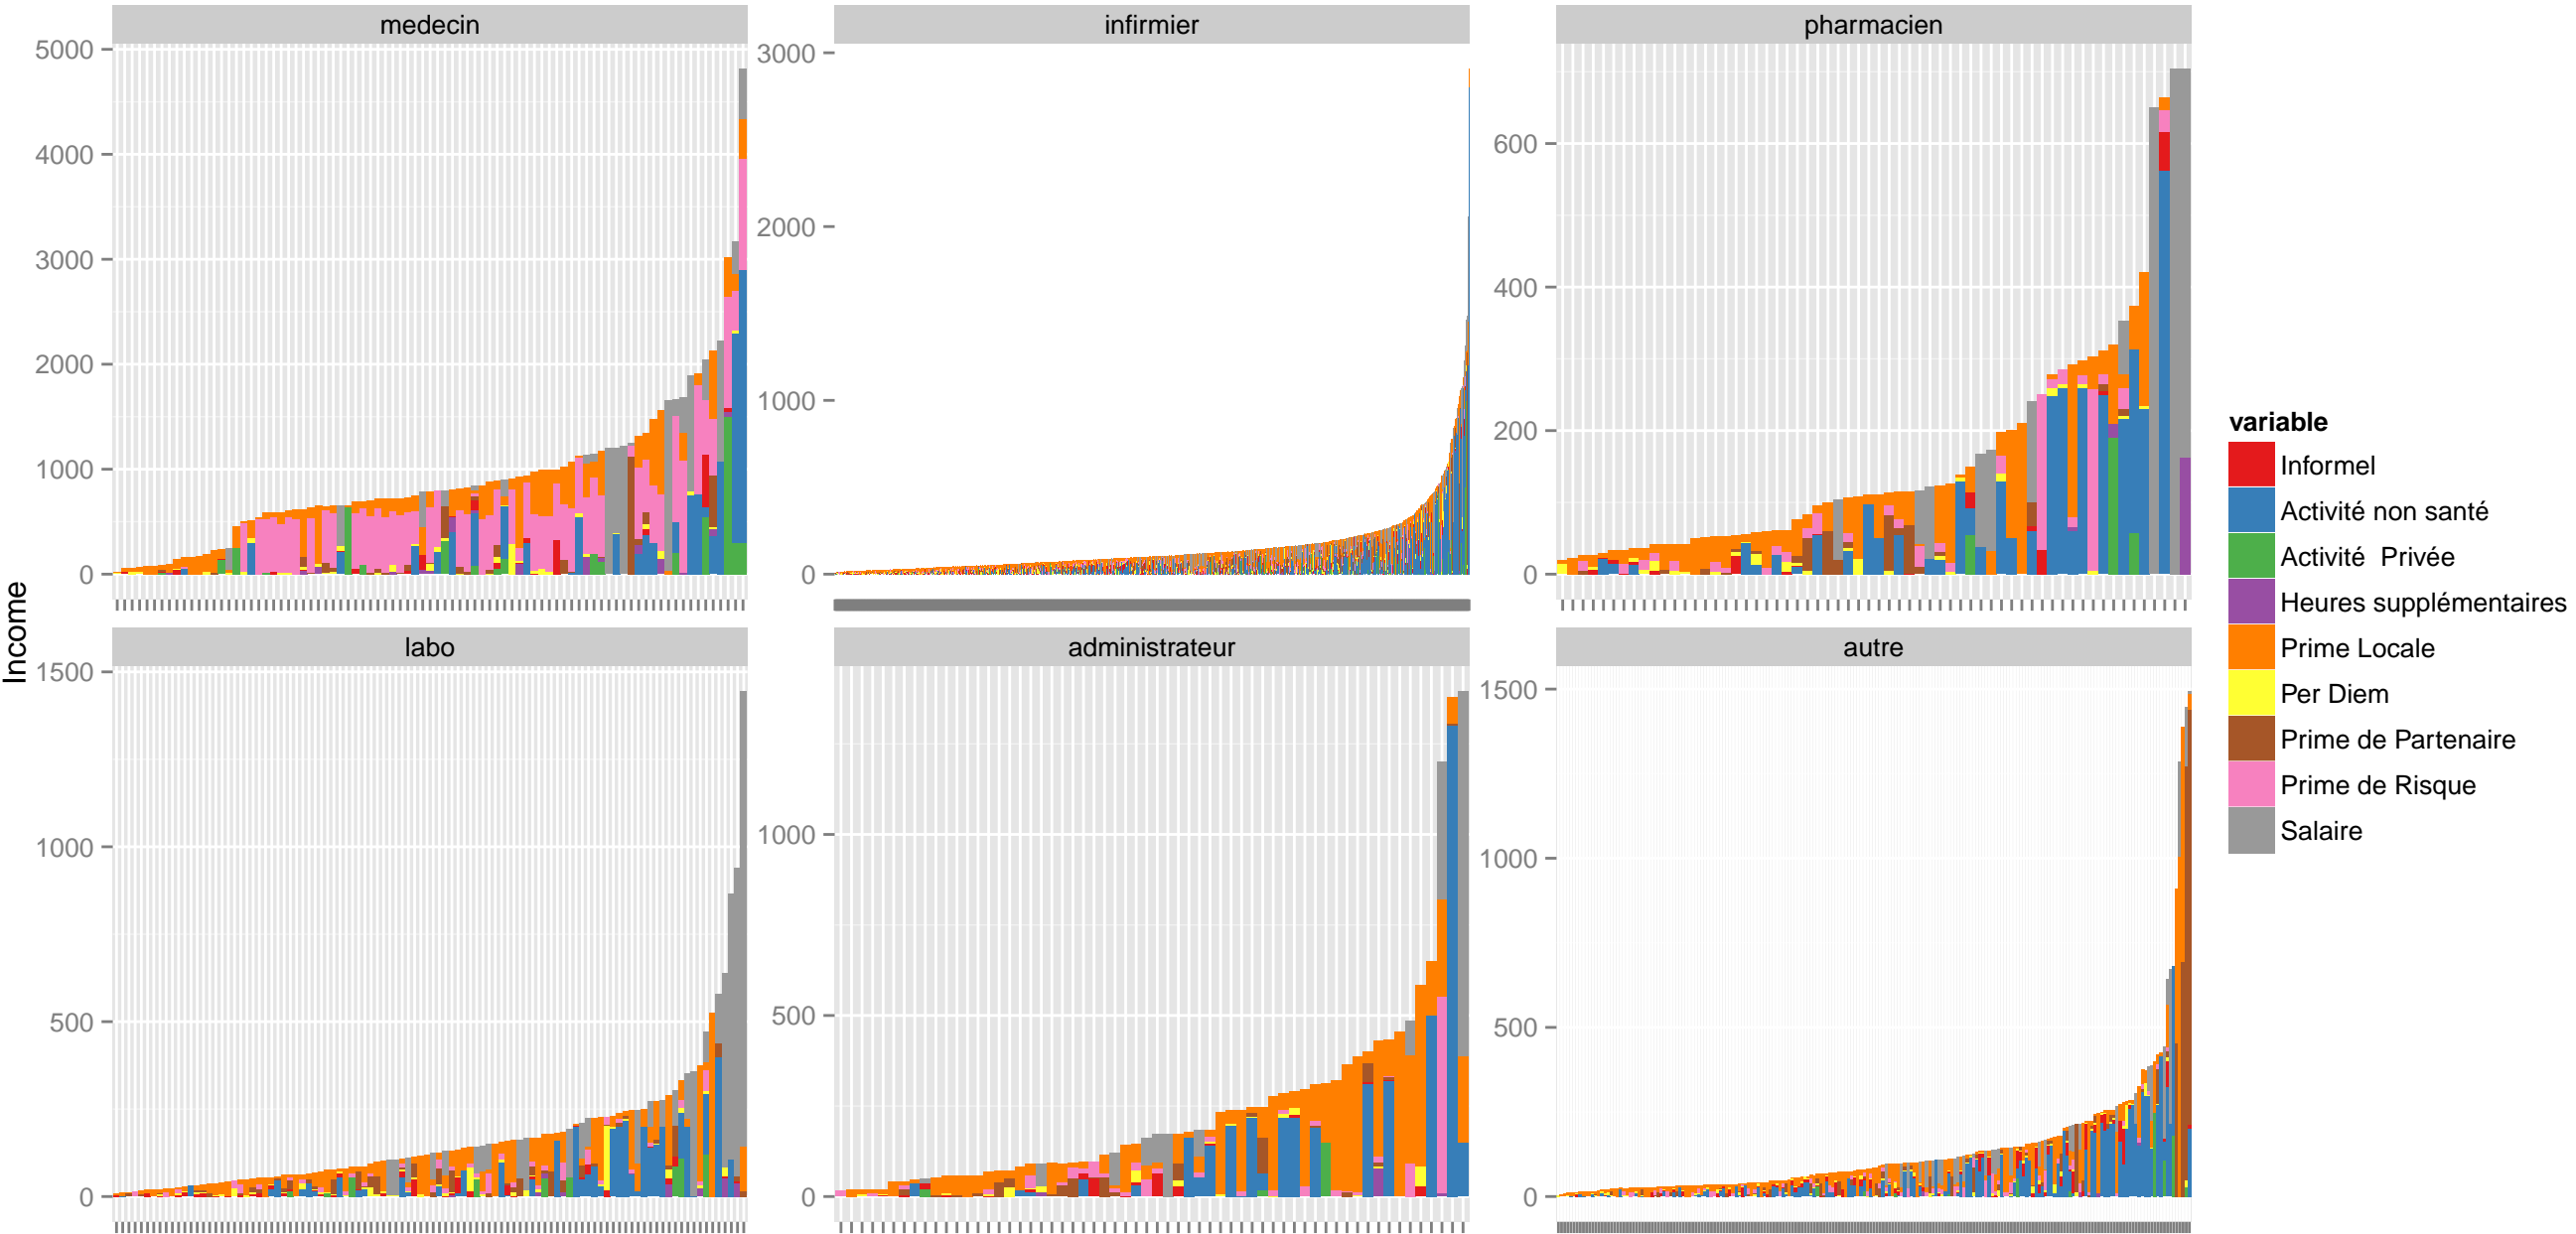 medecin
infirmier
pharmacien
5000
4000
3000
2000
1000
0
3000
2000
1000
0
600
400
200
0
Income
labo
administrateur
autre
1500
1000
500
0
1000
500
0
1500
1000
500
0
variable
Informel
Activité non santé
Activité  Privée
Heures supplémentaires
Prime Locale
Per Diem
Prime de Partenaire
Prime de Risque
Salaire